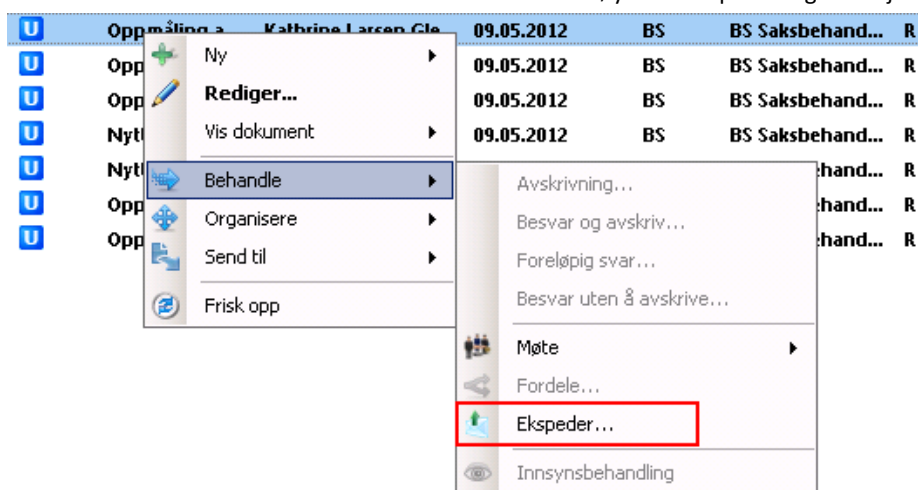 U Oppmåling a... Kathrine Larsen Gle... 09.05.2012 BS BS Saksbehand... R
U Opp 09.05.2012 BS BS Saksbehand... R
U Opp 09.05.2012 BS BS Saksbehand... R
U Nytt 09.05.2012 BS BS Saksbehand... R
U Nytt hand... R
U Opp hand... R
U Opp hand... R
Ny
Rediger...
Vis dokument
Behandle
Organisere
Send til
Frisk opp
Avskrivning...
Besvar og avskriv...
Foreløpig svar...
Besvar uten å avskrive...
Møte
Fordele...
Ekspeder...
Innsynsbehandling